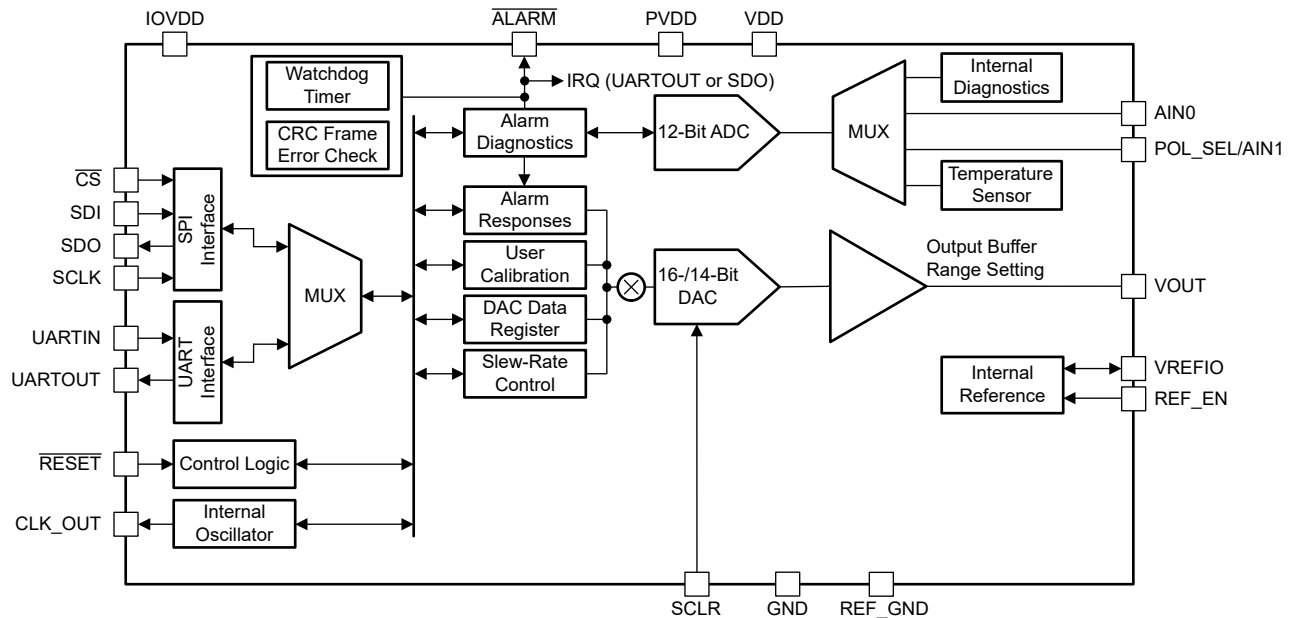 IOVDD
ALARM
PVDD
VDD
Watchdog
Timer
CRC Frame
Error Check
IRQ (UARTOUT or SDO)
Alarm
Diagnostics
12-Bit ADC
MUX
Internal
Diagnostics
AIN0
POL_SEL/AIN1
Temperature
Sensor
CS
SDI
SDO
SCLK
SPI
Interface
UARTIN
UARTOUT
UART
Interface
MUX
Alarm
Responses
User
Calibration
DAC Data
Register
Slew-Rate
Control
16-/14-Bit
DAC
Output Buffer
Range Setting
VOUT
Internal
Reference
VREFIO
REF_EN
RESET
Control Logic
CLK_OUT
Internal
Oscillator
SCLR
GND
REF_GND